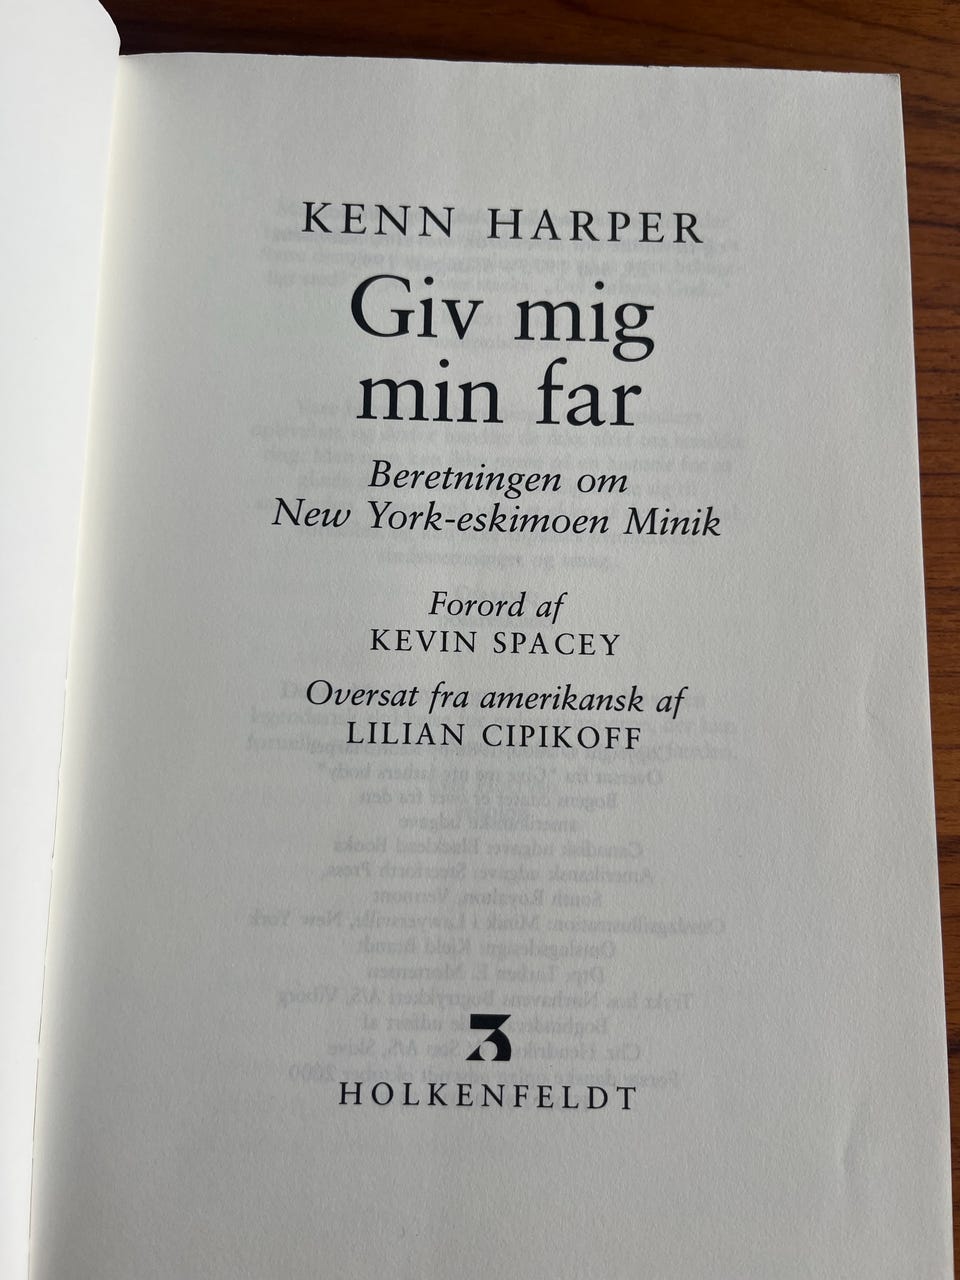 KENN HARPER
Giv mig
min far
Beretningen om
New York-eskimoen Minik
Forord af
KEVIN SPACEY
Oversat fra amerikansk af
LILIAN CIPIKOFF
3
HOLKENFELDT